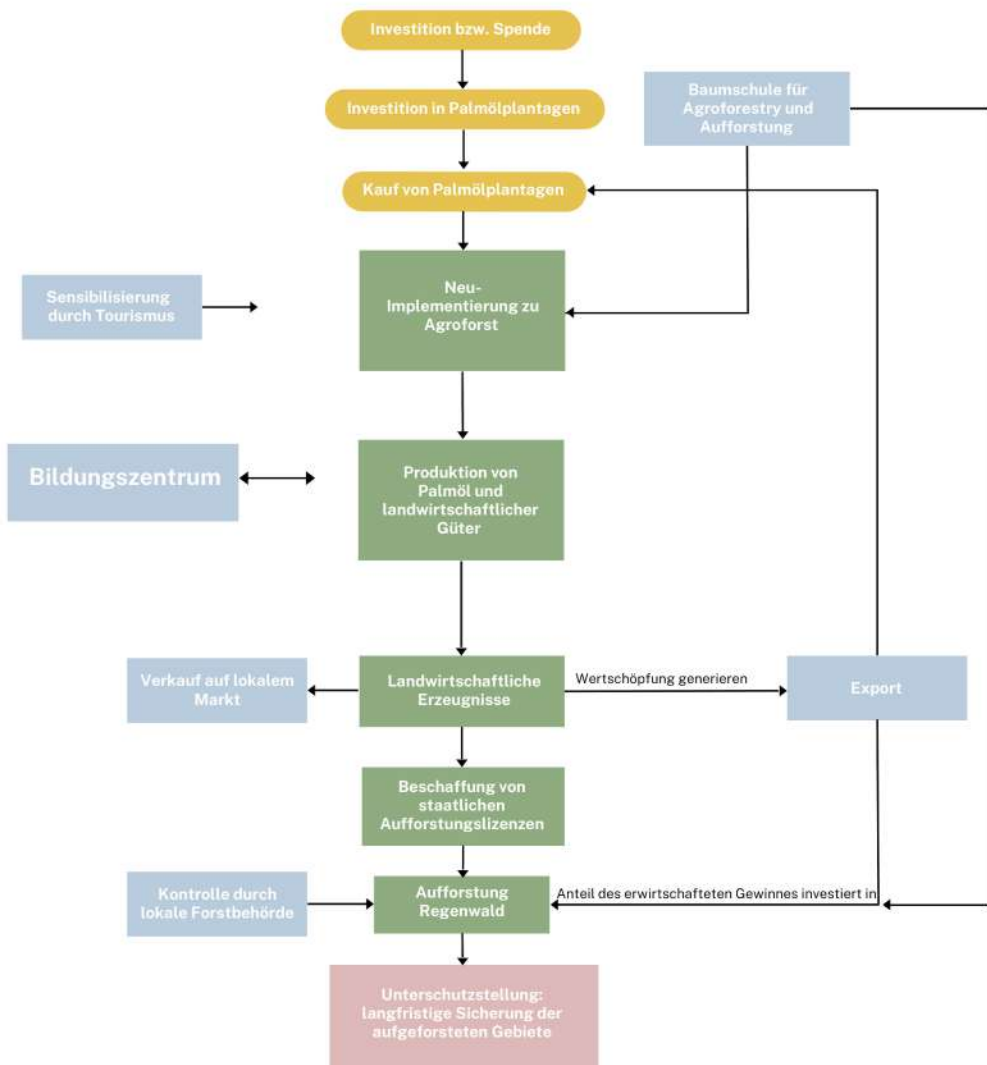 Investition bzw. Spende
Investition in Palmölplantagen
Baumschule für
Agroforestry und
Aufforstung
Kauf von Palmölplantagen
Neu-
Implementierung zu
Agroforst
Sensibilisierung
durch Tourismus
Bildungszentrum
Produktion von
Palmöl und
landwirtschaftlicher
Güter
Verkauf auf lokalem
Markt
Landwirtschaftliche
Erzeugnisse
Wertschöpfung generieren
Export
Beschaffung von
staatlichen
Aufforstungslizenzen
Kontrolle durch
lokale Forstbehörde
Aufforstung
Regenwald
Anteil des erwirtschafteten Gewinnes investiert in
Unterschutzstellung:
langfristige Sicherung der
aufgeforsteten Gebiete